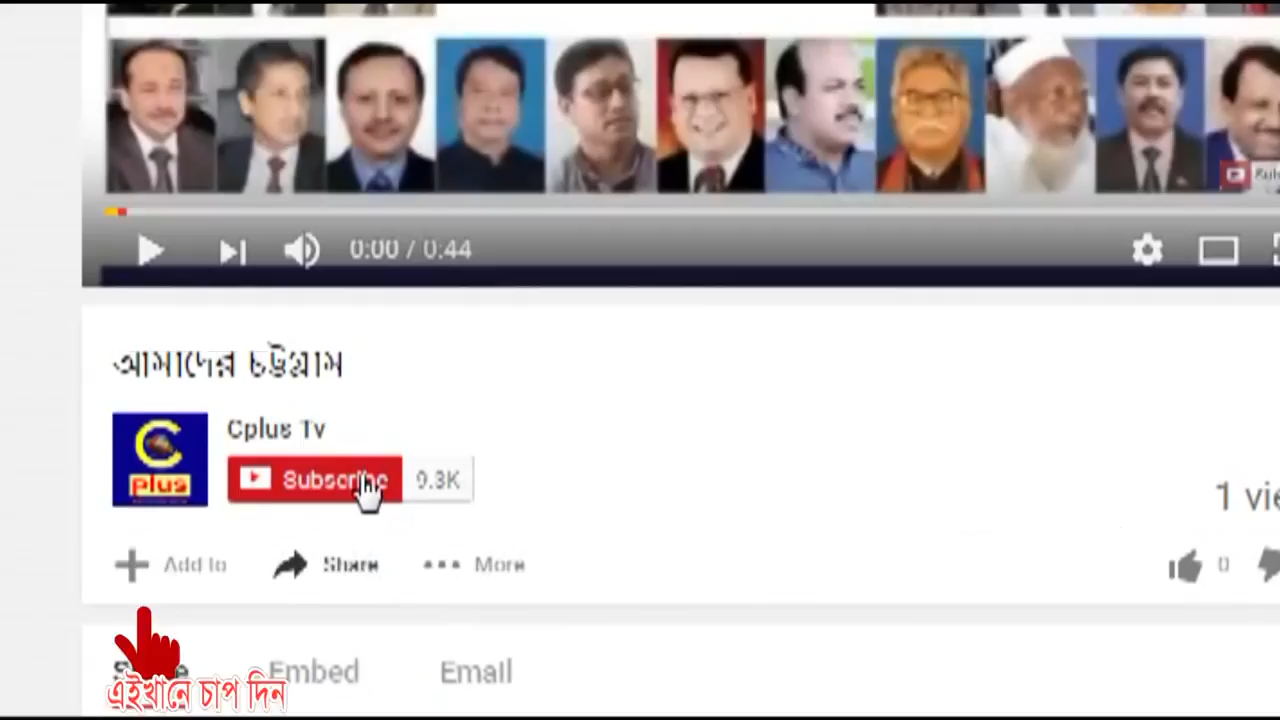 0:00 / 0:44
আমাদের চট্টগ্রাম
C
plus
Cplus Tv
Subscribe 9.3K
1 vie
Add to Share More
0
Embed Email
এইখানে চাপ দিন